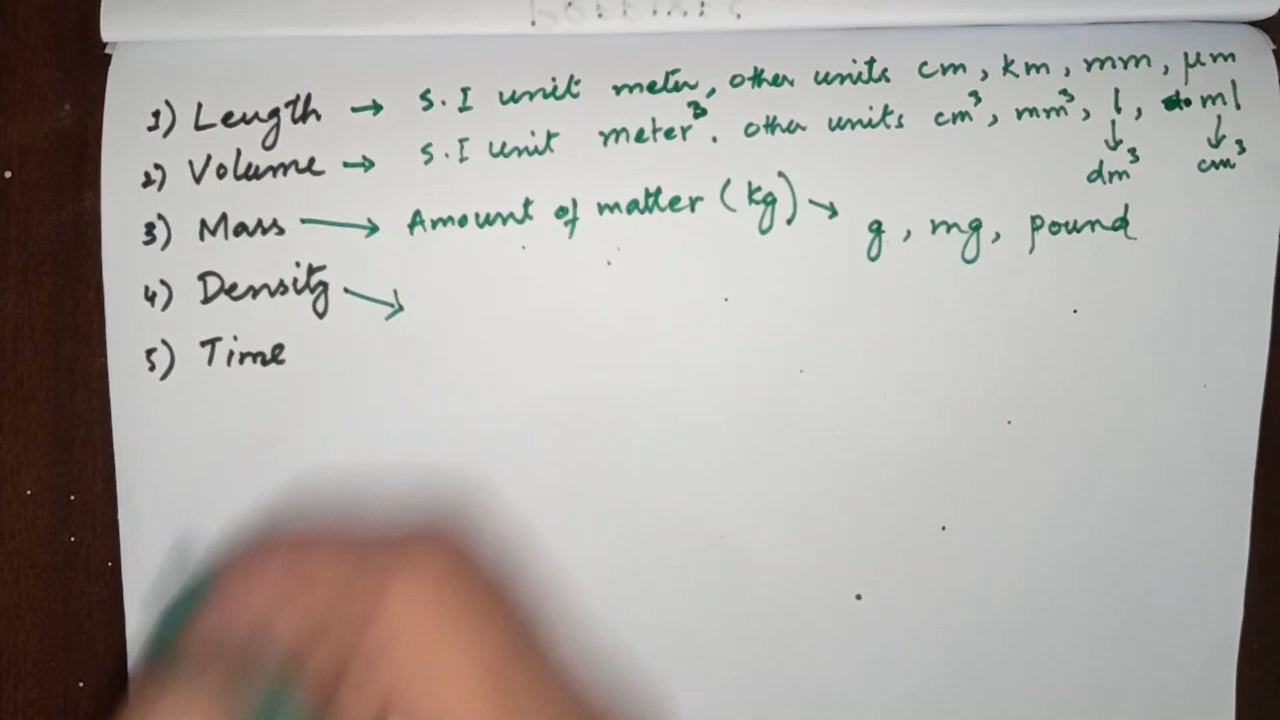 1) Length → S.I unit meter, other units cm, km, mm, μm
2) Volume → S.I unit meter³. other units cm³, mm³, l, ml
↓ dm³ ↓ cm³
3) Mass → Amount of matter (kg) → g, mg, pound
4) Density →
5) Time